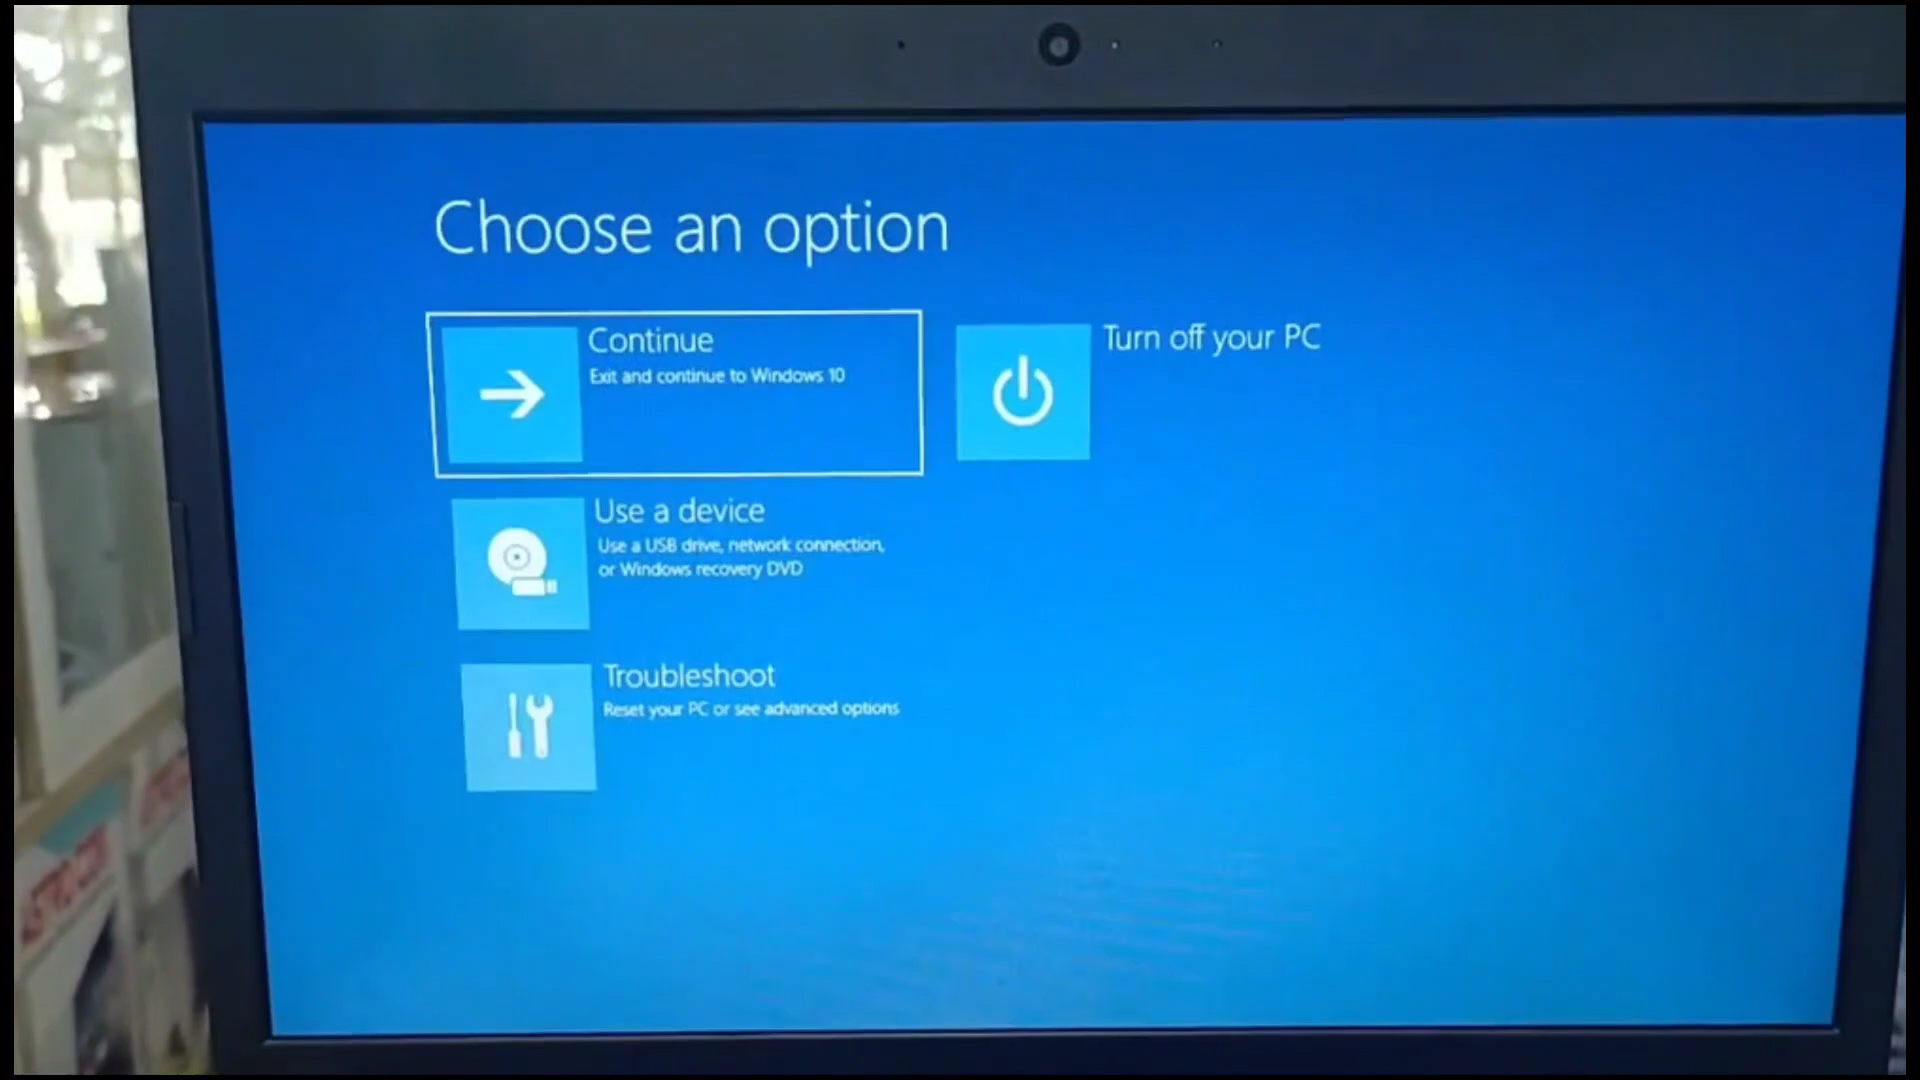 Choose an option
Continue
Exit and continue to Windows 10
Turn off your PC
Use a device
Use a USB drive, network connection,
or Windows recovery DVD
Troubleshoot
Reset your PC or see advanced options